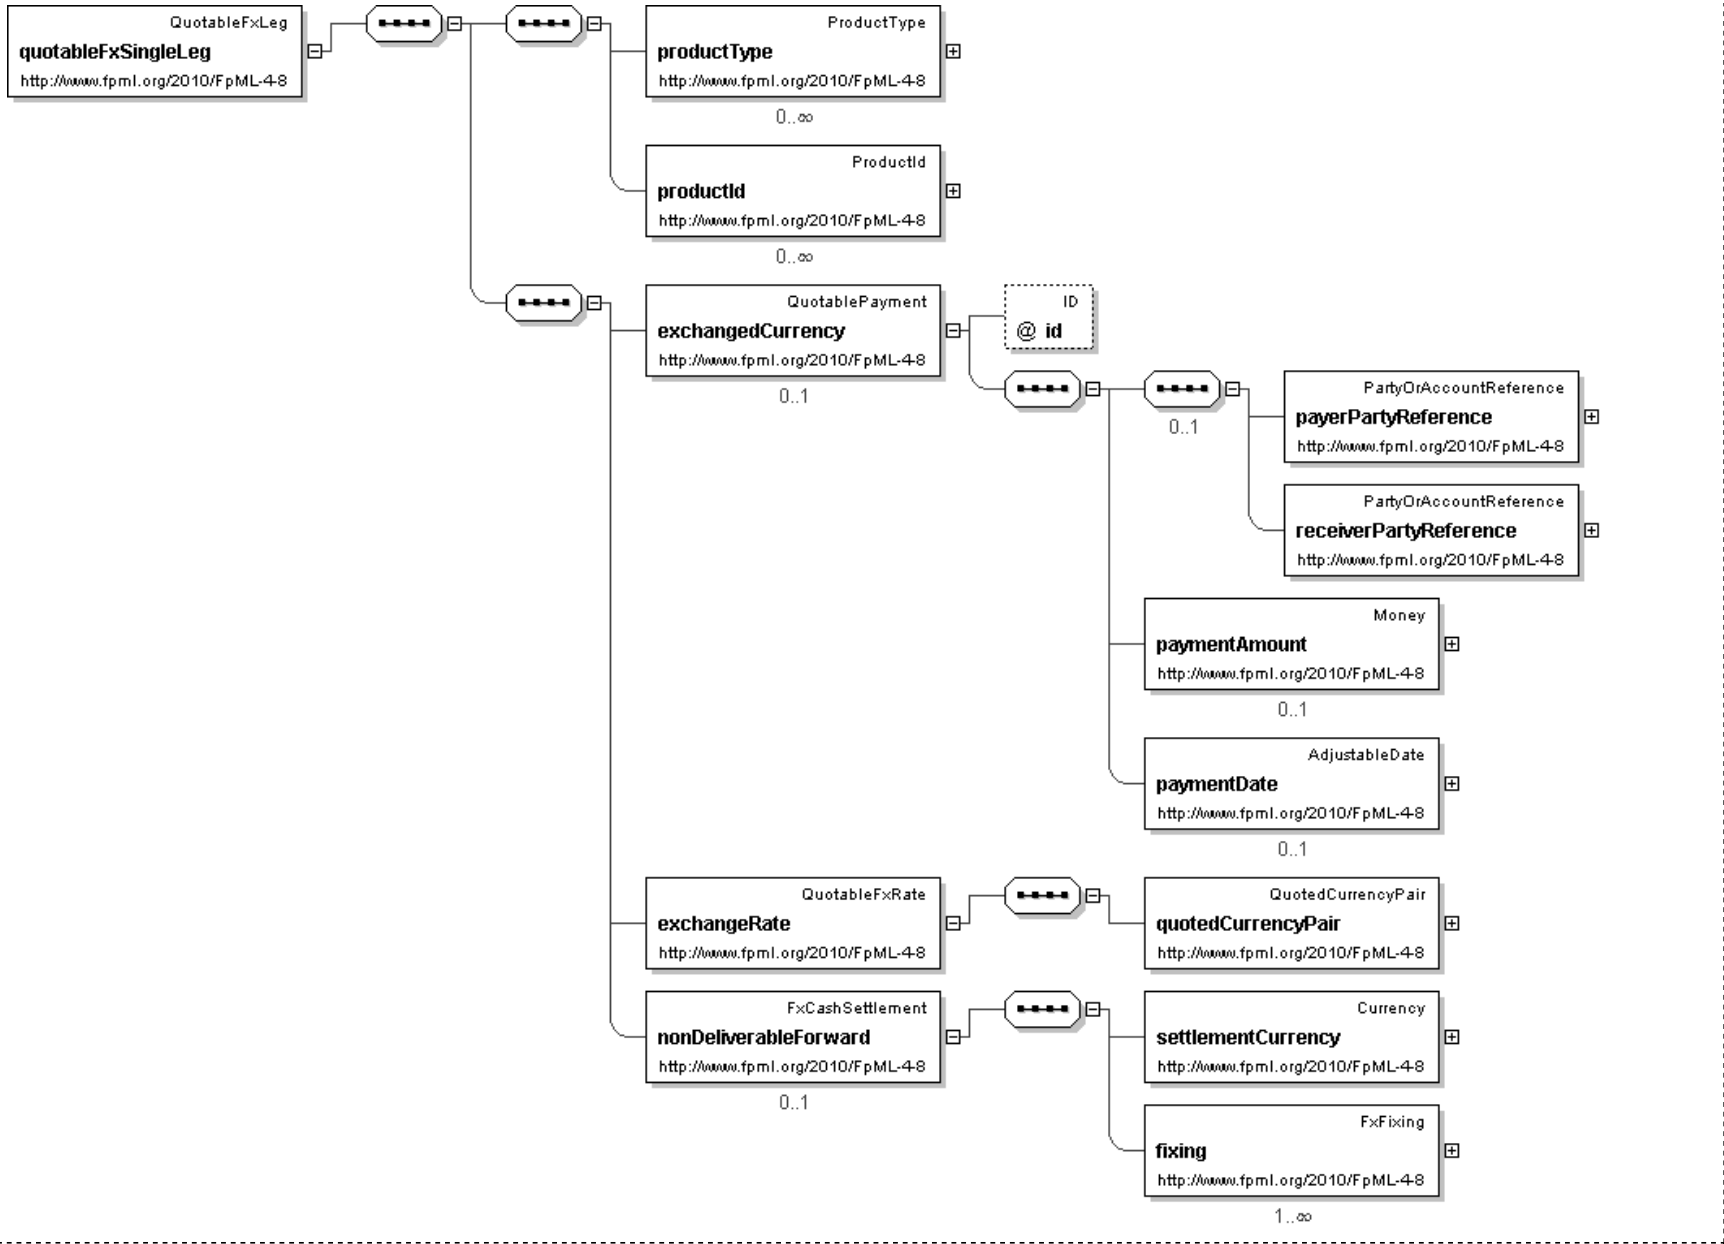 QuotableFxLeg
quotableFxSingleLeg
http://www.fpml.org/2010/FpML-4-8
ProductType
productType
http://www.fpml.org/2010/FpML-4-8
0..∞
ProductId
productId
http://www.fpml.org/2010/FpML-4-8
0..∞
QuotablePayment
exchangedCurrency
http://www.fpml.org/2010/FpML-4-8
0..1
ID
@ id
0..1
PartyOrAccountReference
payerPartyReference
http://www.fpml.org/2010/FpML-4-8
PartyOrAccountReference
receiverPartyReference
http://www.fpml.org/2010/FpML-4-8
Money
paymentAmount
http://www.fpml.org/2010/FpML-4-8
0..1
AdjustableDate
paymentDate
http://www.fpml.org/2010/FpML-4-8
0..1
QuotableFxRate
exchangeRate
http://www.fpml.org/2010/FpML-4-8
QuotedCurrencyPair
quotedCurrencyPair
http://www.fpml.org/2010/FpML-4-8
FxCashSettlement
nonDeliverableForward
http://www.fpml.org/2010/FpML-4-8
0..1
Currency
settlementCurrency
http://www.fpml.org/2010/FpML-4-8
FxFixing
fixing
http://www.fpml.org/2010/FpML-4-8
1..∞